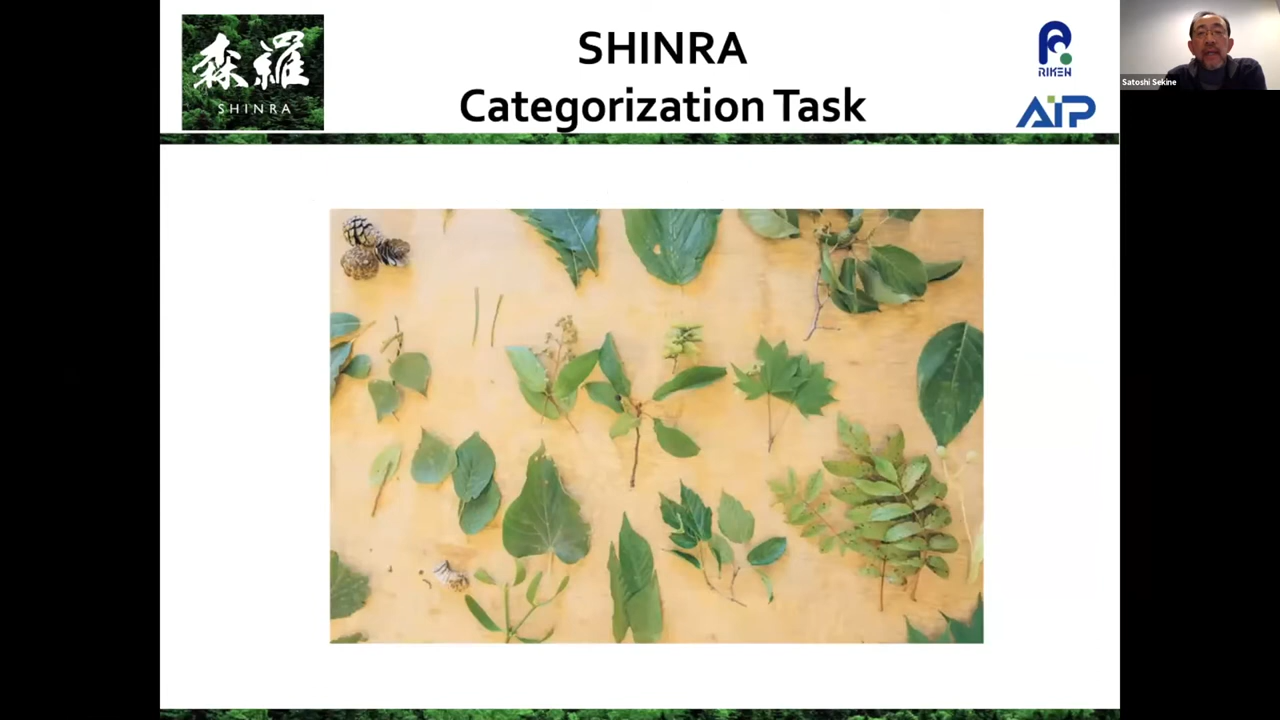 森羅
SHINRA
SHINRA
Categorization Task
RIKEN
AIP
Satoshi Sekine